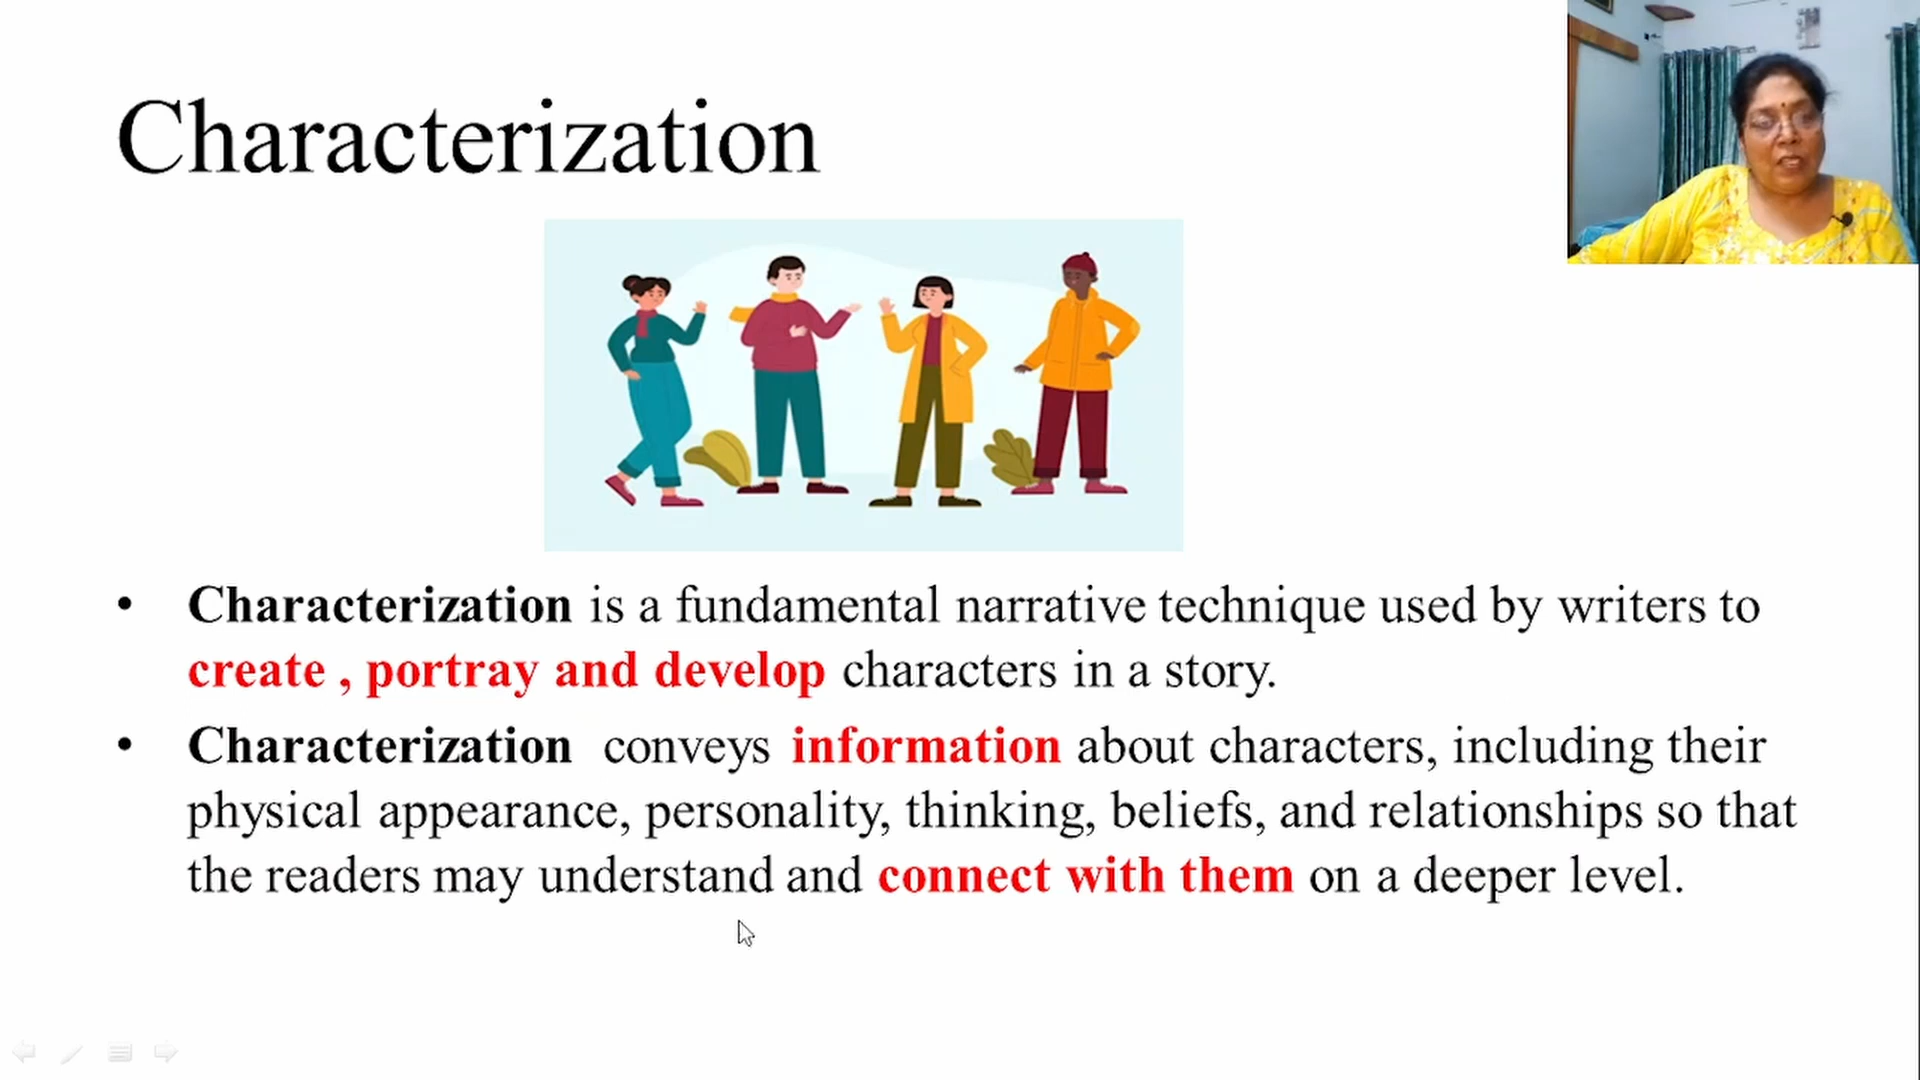 Characterization
• Characterization is a fundamental narrative technique used by writers to
create , portray and develop characters in a story.
• Characterization conveys information about characters, including their
physical appearance, personality, thinking, beliefs, and relationships so that
the readers may understand and connect with them on a deeper level.